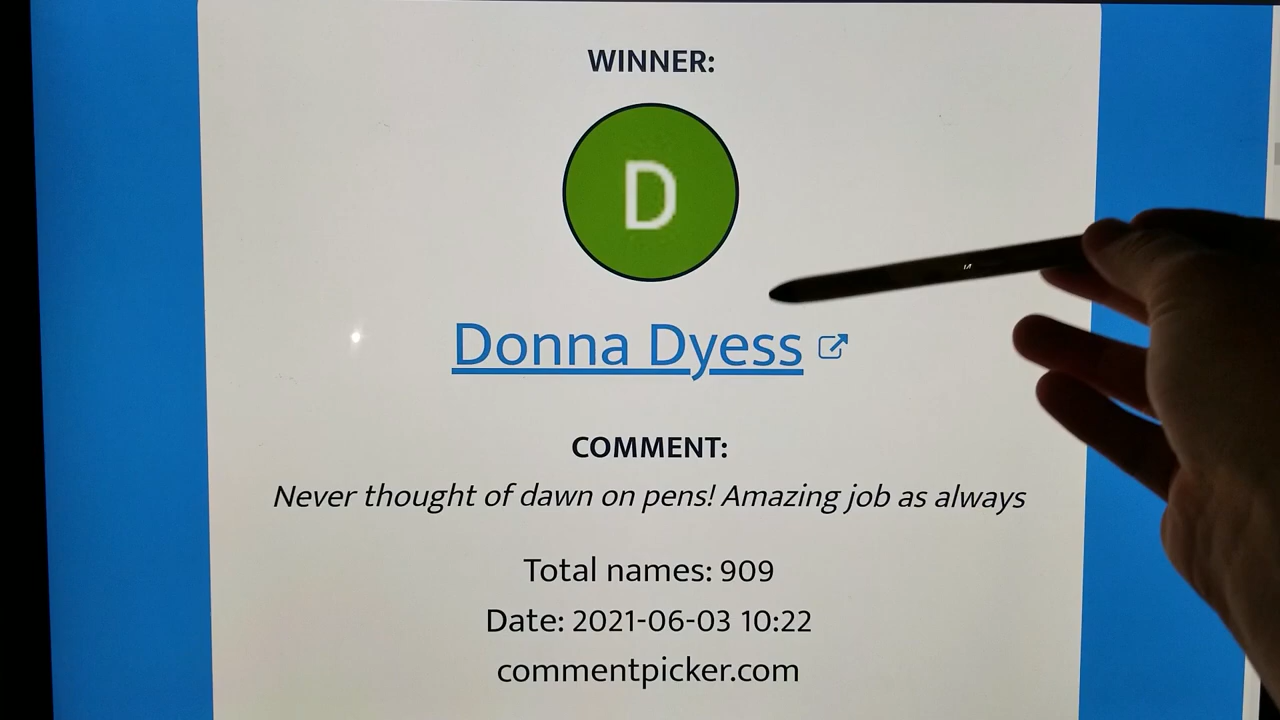 WINNER:
D
Donna Dyess
COMMENT:
Never thought of dawn on pens! Amazing job as always
Total names: 909
Date: 2021-06-03 10:22
commentpicker.com